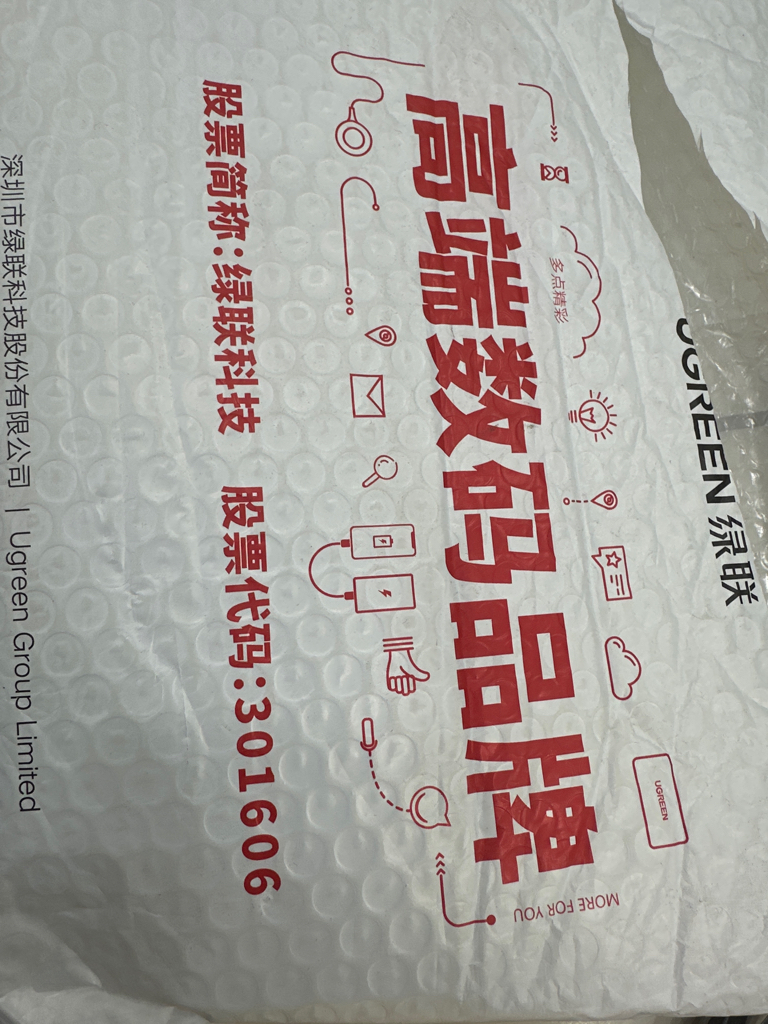 UGREEN 绿联
UGREEN
多点精彩
高端数码品牌
MORE FOR YOU
股票简称:绿联科技 股票代码:301606
深圳市绿联科技股份有限公司 | Ugreen Group Limited